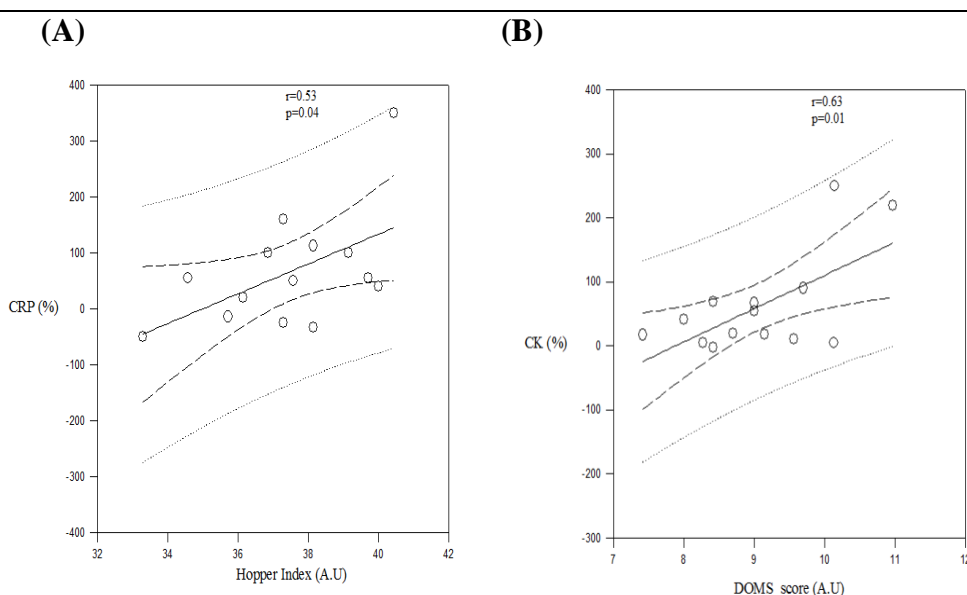 (A)
(B)
r=0.53
p=0.04
400
300
200
100
0
-100
-200
-300
-400
CRP (%)
32
34
36
38
40
42
Hopper Index (A.U)
r=0.63
p=0.01
400
300
200
100
0
-100
-200
-300
CK (%)
7
8
9
10
11
12
DOMS score (A.U)